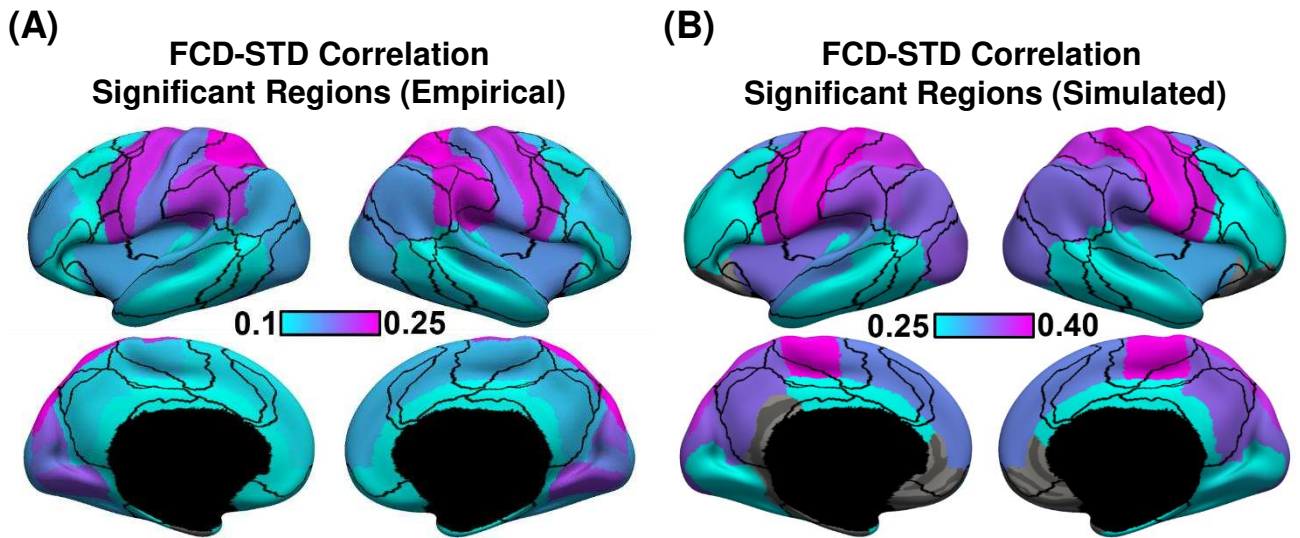 (A)
FCD-STD Correlation
Significant Regions (Empirical)
0.1 0.25
(B)
FCD-STD Correlation
Significant Regions (Simulated)
0.25 0.40